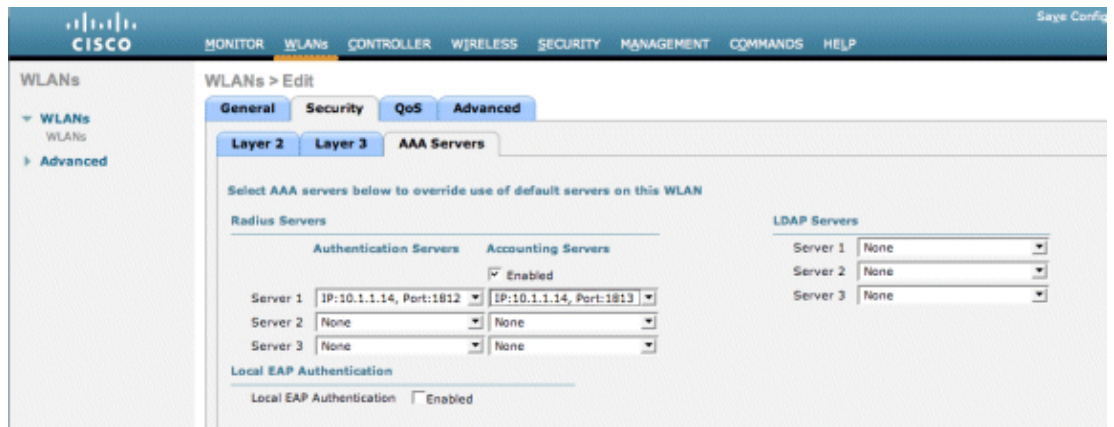 Save Config
CISCO
MONITOR WLANs CONTROLLER WIRELESS SECURITY MANAGEMENT COMMANDS HELP
WLANs
WLANs
WLANs
Advanced
WLANs > Edit
General Security QoS Advanced
Layer 2 Layer 3 AAA Servers
Select AAA servers below to override use of default servers on this WLAN
Radius Servers
Authentication Servers Accounting Servers
Enabled
Server 1 IP:10.1.1.14, Port:1812 IP:10.1.1.14, Port:1813
Server 2 None None
Server 3 None None
Local EAP Authentication
Local EAP Authentication Enabled
LDAP Servers
Server 1 None
Server 2 None
Server 3 None